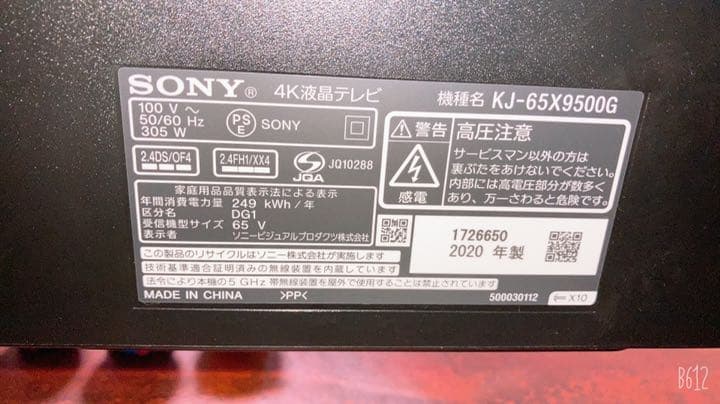 SONY® 4K液晶テレビ 機種名 KJ-65X9500G
100 V ～
50/60 Hz
305 W
PS
E
SONY
2.4DS/OF4
2.4FH1/XX4
JQA
JQ10288
家庭用品品質表示法による表示
年間消費電力量 249 kWh/年
区分名 DG1
受信機型サイズ 65 V
ソニービジュアルプロダクツ株式会社
警告 高圧注意
感電
サービスマン以外の方は
裏ぶたをあけないでください。
内部には高電圧部分が数多く
あり、万一さわると危険です。
1726650
2020 年製
この製品のリサイクルはソニー株式会社が実施します
技術基準適合証明済みの無線装置を内蔵しています
法令により本機の5 GHz 帯無線装置を屋外で使用することは禁止されています
MADE IN CHINA >PP< 500030112 X10
B612